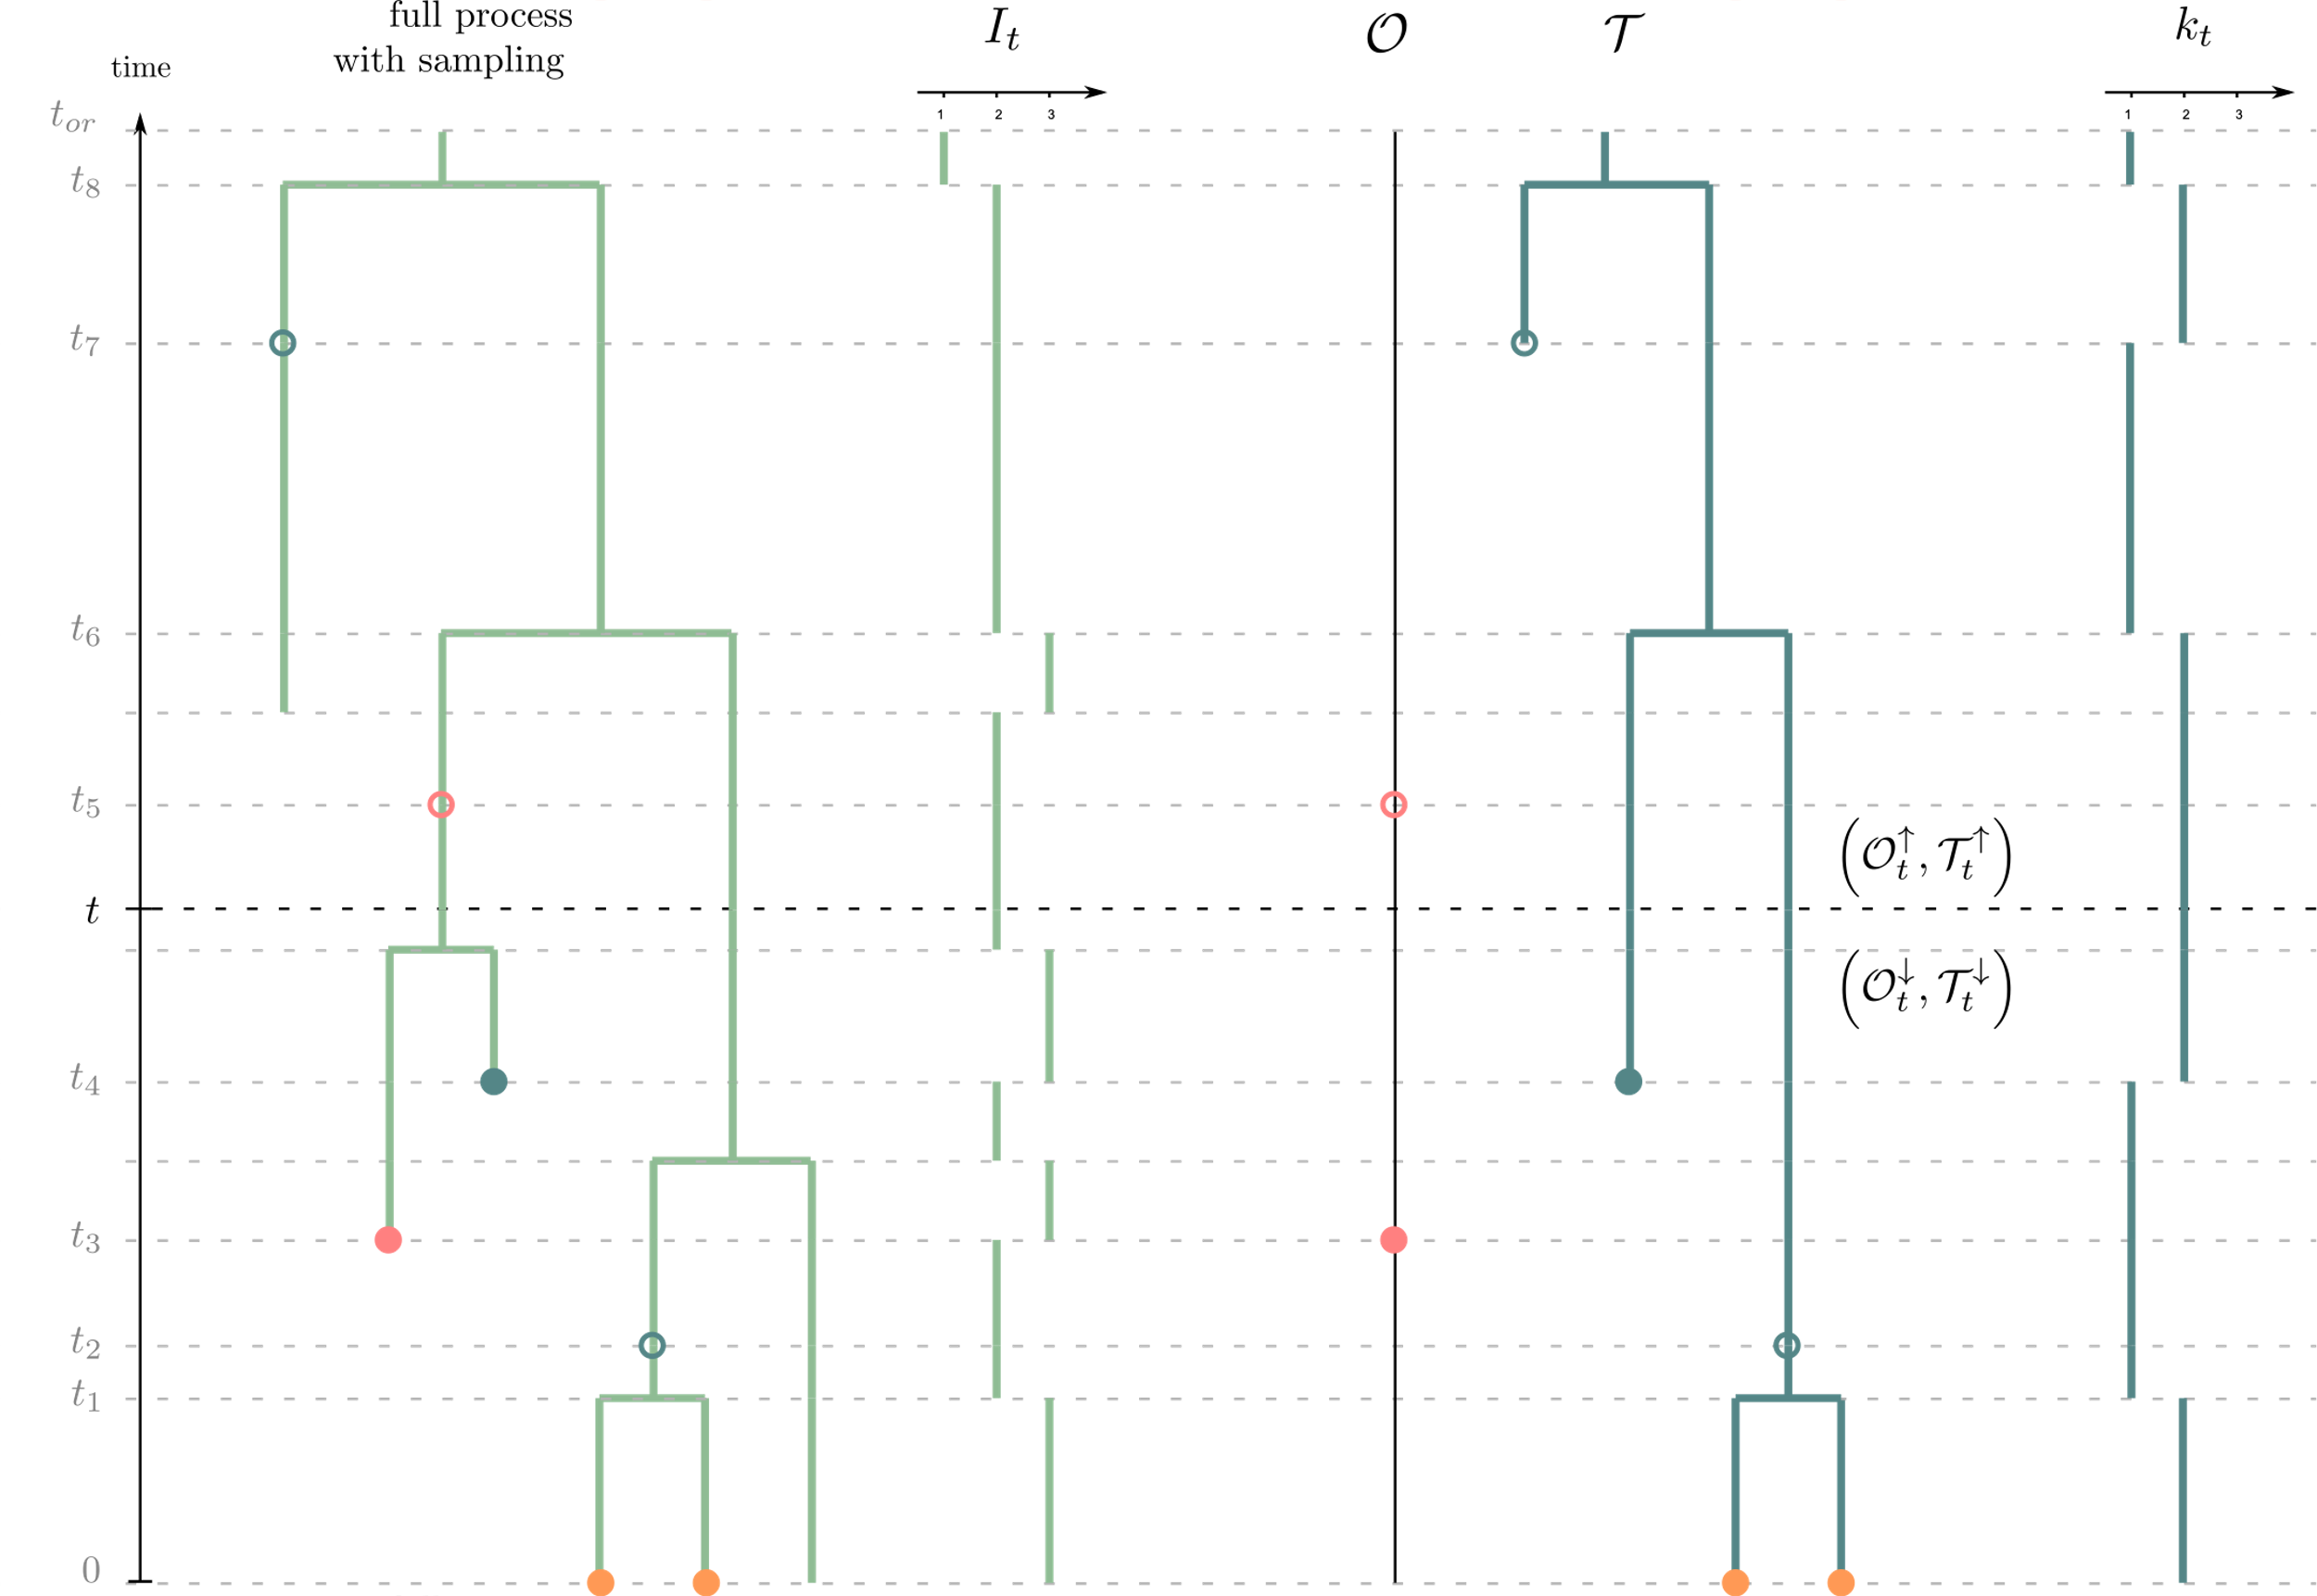 full process
with sampling
time
I_t
𝒪
𝒯
k_t
1 2 3
1 2 3
t_or
t_8
t_7
t_6
t_5
(𝒪_t^↑, 𝒯_t^↑)
t
(𝒪_t^↓, 𝒯_t^↓)
t_4
t_3
t_2
t_1
0